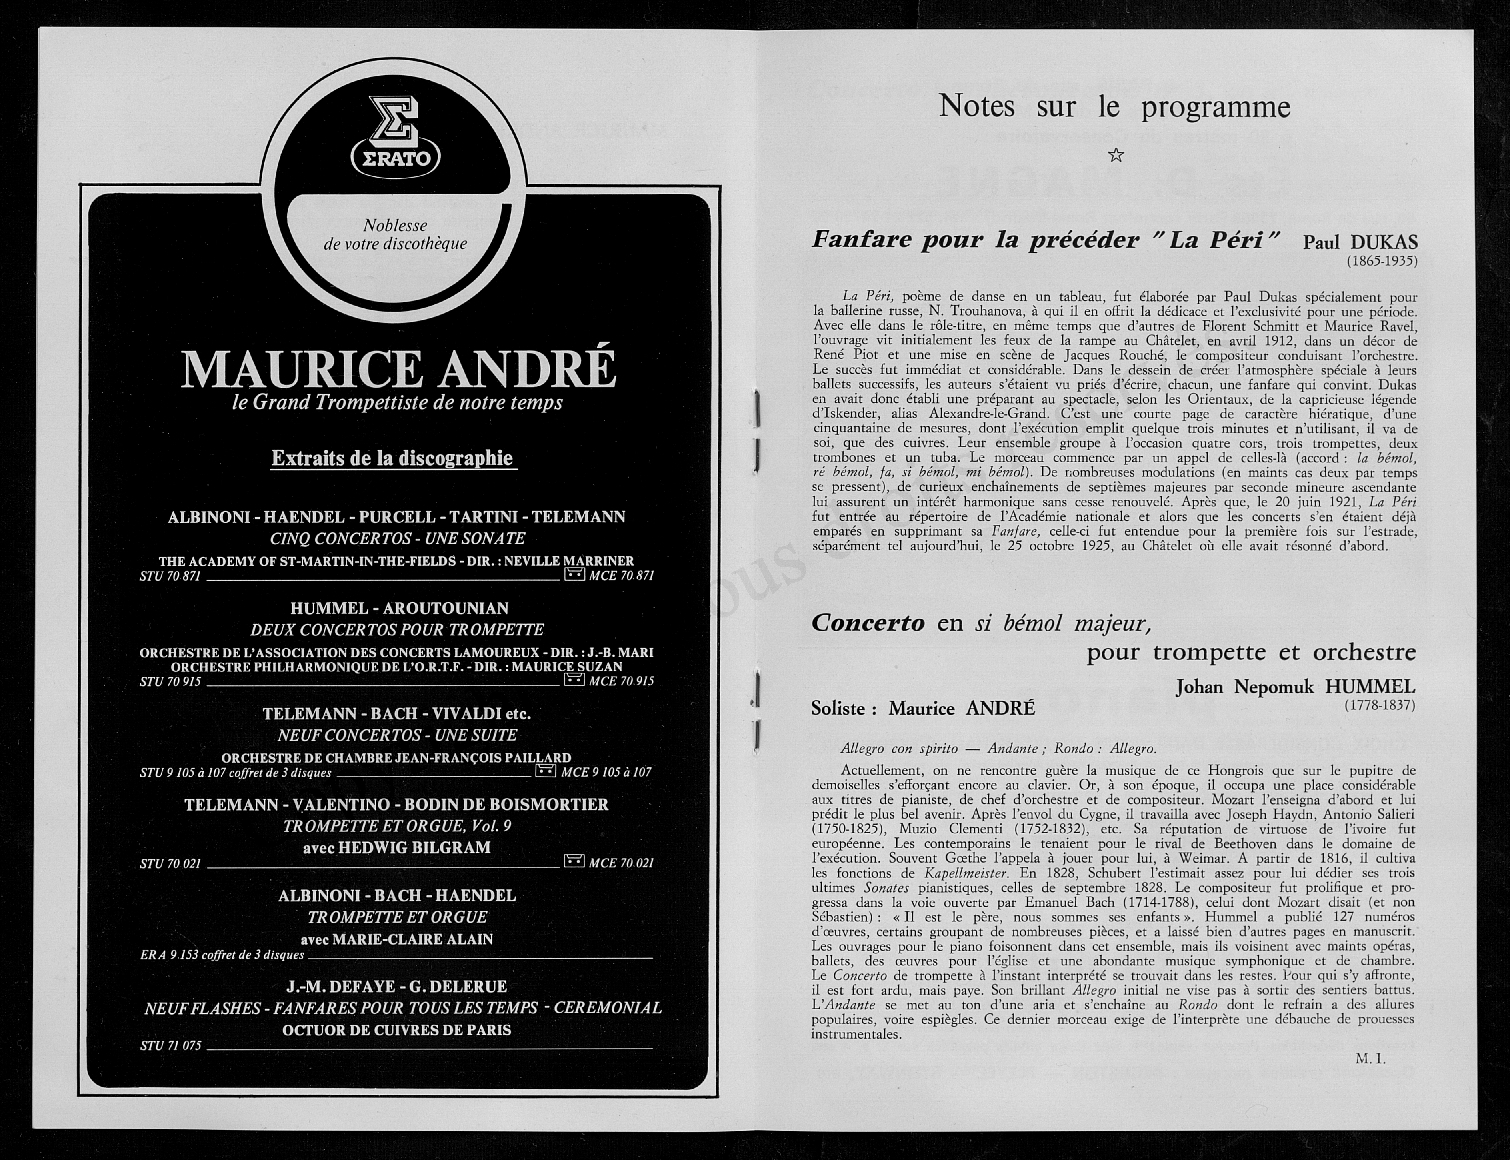 ERATO
Noblesse
de votre discothèque
MAURICE ANDRÉ
le Grand Trompettiste de notre temps
Extraits de la discographie
ALBINONI - HAENDEL - PURCELL - TARTINI - TELEMANN
CINQ CONCERTOS - UNE SONATE
THE ACADEMY OF ST-MARTIN-IN-THE-FIELDS - DIR. : NEVILLE MARRINER
STU 70 871 MCE 70 871
HUMMEL - AROUTOUNIAN
DEUX CONCERTOS POUR TROMPETTE
ORCHESTRE DE L'ASSOCIATION DES CONCERTS LAMOUREUX - DIR. : J.-B. MARI
ORCHESTRE PHILHARMONIQUE DE L'O.R.T.F. - DIR. : MAURICE SUZAN
STU 70 915 MCE 70 915
TELEMANN - BACH - VIVALDI etc.
NEUF CONCERTOS - UNE SUITE
ORCHESTRE DE CHAMBRE JEAN-FRANÇOIS PAILLARD
STU 9 105 à 107 coffret de 3 disques MCE 9 105 à 107
TELEMANN - VALENTINO - BODIN DE BOISMORTIER
TROMPETTE ET ORGUE, Vol. 9
avec HEDWIG BILGRAM
STU 70 021 MCE 70 021
ALBINONI - BACH - HAENDEL
TROMPETTE ET ORGUE
avec MARIE-CLAIRE ALAIN
ERA 9 153 coffret de 3 disques
J.-M. DEFAYE - G. DELERUE
NEUF FLASHES - FANFARES POUR TOUS LES TEMPS - CEREMONIAL
OCTUOR DE CUIVRES DE PARIS
STU 71 075
Notes sur le programme
Fanfare pour la précéder "La Péri" Paul DUKAS
(1865-1935)
La Péri, poème de danse en un tableau, fut élaborée par Paul Dukas spécialement pour
la ballerine russe, N. Trouhanova, à qui il en offrit la dédicace et l'exclusivité pour une période.
Avec elle dans le rôle-titre, en même temps que d'autres de Florent Schmitt et Maurice Ravel,
l'ouvrage vit initialement les feux de la rampe au Châtelet, en avril 1912, dans un décor de
René Piot et une mise en scène de Jacques Rouché, le compositeur conduisant l'orchestre.
Le succès fut immédiat et considérable. Dans le dessein de créer l'atmosphère spéciale à leurs
ballets successifs, les auteurs s'étaient vu priés d'écrire, chacun, une fanfare qui convint. Dukas
en avait donc établi une préparant au spectacle, selon les Orientaux, de la capricieuse légende
d'Iskender, alias Alexandre-le-Grand. C'est une courte page de caractère hiératique, d'une
cinquantaine de mesures, dont l'exécution emplit quelque trois minutes et n'utilisant, il va de
soi, que des cuivres. Leur ensemble groupe à l'occasion quatre cors, trois trompettes, deux
trombones et un tuba. Le morceau commence par un appel de celles-là (accord : la bémol,
ré bémol, fa, si bémol, mi bémol). De nombreuses modulations (en maints cas deux par temps
se pressent), de curieux enchaînements de septièmes majeures par seconde mineure ascendante
lui assurent un intérêt harmonique sans cesse renouvelé. Après que, le 20 juin 1921, La Péri
fut entrée au répertoire de l'Académie nationale et alors que les concerts s'en étaient déjà
emparés en supprimant sa Fanfare, celle-ci fut entendue pour la première fois sur l'estrade,
séparément tel aujourd'hui, le 25 octobre 1925, au Châtelet où elle avait résonné d'abord.
Concerto en si bémol majeur,
pour trompette et orchestre
Johan Nepomuk HUMMEL
Soliste : Maurice ANDRÉ (1778-1837)
Allegro con spirito — Andante ; Rondo : Allegro.
Actuellement, on ne rencontre guère la musique de ce Hongrois que sur le pupitre de
demoiselles s'efforçant encore au clavier. Or, à son époque, il occupa une place considérable
aux titres de pianiste, de chef d'orchestre et de compositeur. Mozart l'enseigna d'abord et lui
prédit le plus bel avenir. Après l'envol du Cygne, il travailla avec Joseph Haydn, Antonio Salieri
(1750-1825), Muzio Clementi (1752-1832), etc. Sa réputation de virtuose de l'ivoire fut
européenne. Les contemporains le tenaient pour le rival de Beethoven dans le domaine de
l'exécution. Souvent Gœthe l'appela à jouer pour lui, à Weimar. A partir de 1816, il cultiva
les fonctions de Kapellmeister. En 1828, Schubert l'estimait assez pour lui dédier ses trois
ultimes Sonates pianistiques, celles de septembre 1828. Le compositeur fut prolifique et pro-
gressa dans la voie ouverte par Emanuel Bach (1714-1788), celui dont Mozart disait (et non
Sébastien) : « Il est le père, nous sommes ses enfants ». Hummel a publié 127 numéros
d'œuvres, certains groupant de nombreuses pièces, et a laissé bien d'autres pages en manuscrit.
Les ouvrages pour le piano foisonnent dans cet ensemble, mais ils voisinent avec maints opéras,
ballets, des œuvres pour l'église et une abondante musique symphonique et de chambre.
Le Concerto de trompette à l'instant interprété se trouvait dans les restes. Pour qui s'y affronte,
il est fort ardu, mais paye. Son brillant Allegro initial ne vise pas à sortir des sentiers battus.
L'Andante se met au ton d'une aria et s'enchaîne au Rondo dont le refrain a des allures
populaires, voire espiègles. Ce dernier morceau exige de l'interprète une débauche de prouesses
instrumentales.
M. I.